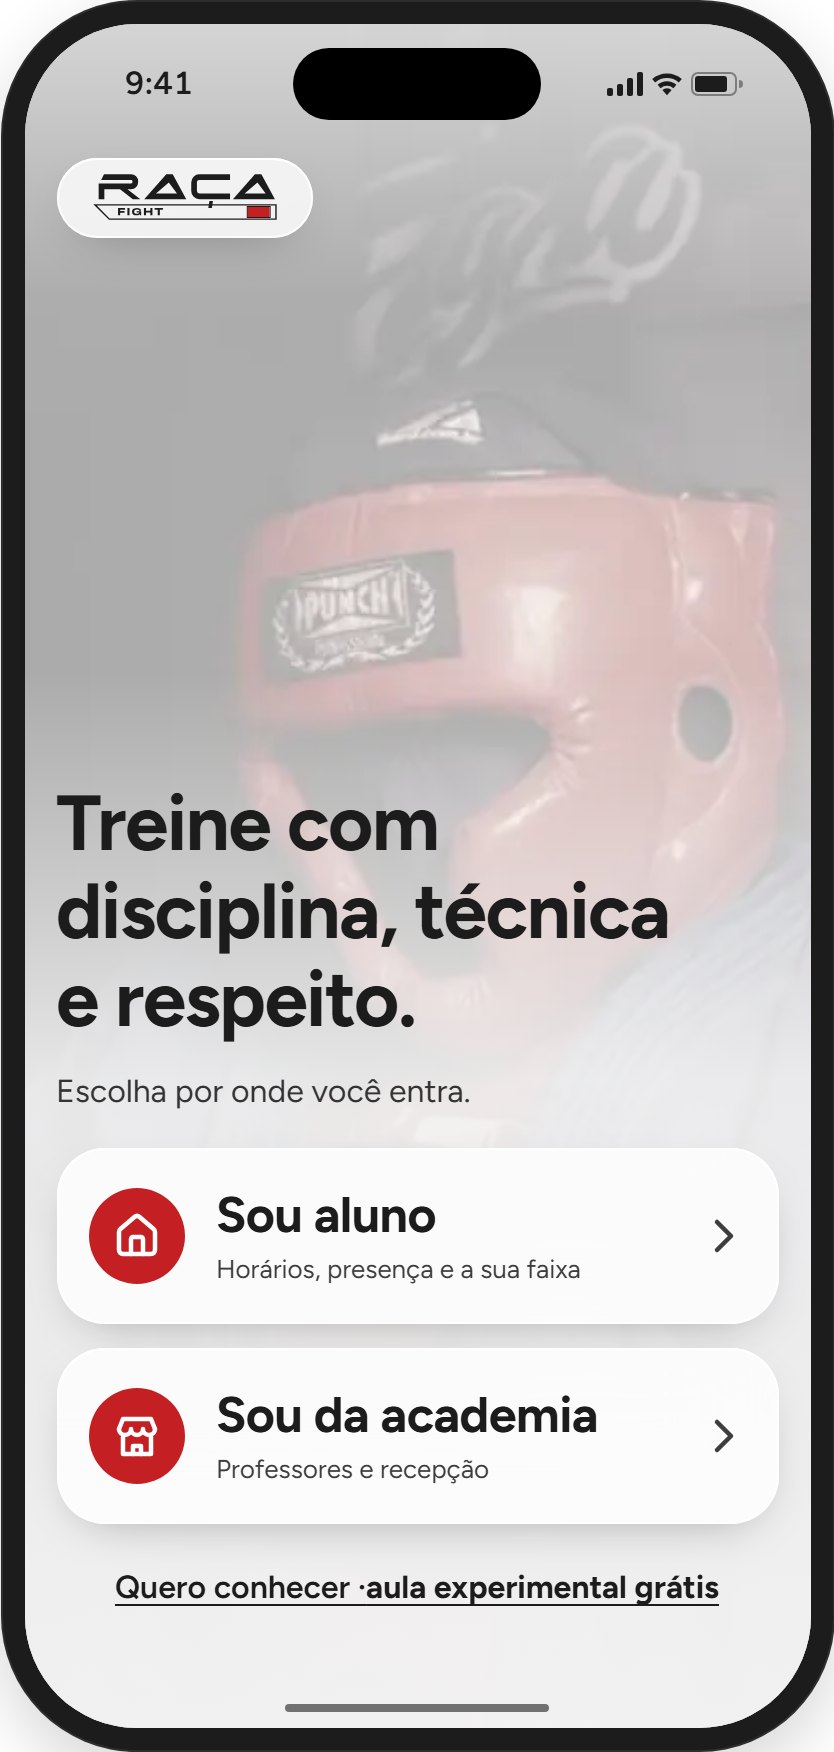 9:41
RAÇA
FIGHT
PUNCH
Treine com
disciplina, técnica
e respeito.
Escolha por onde você entra.
Sou aluno
Horários, presença e a sua faixa
Sou da academia
Professores e recepção
Quero conhecer ·aula experimental grátis